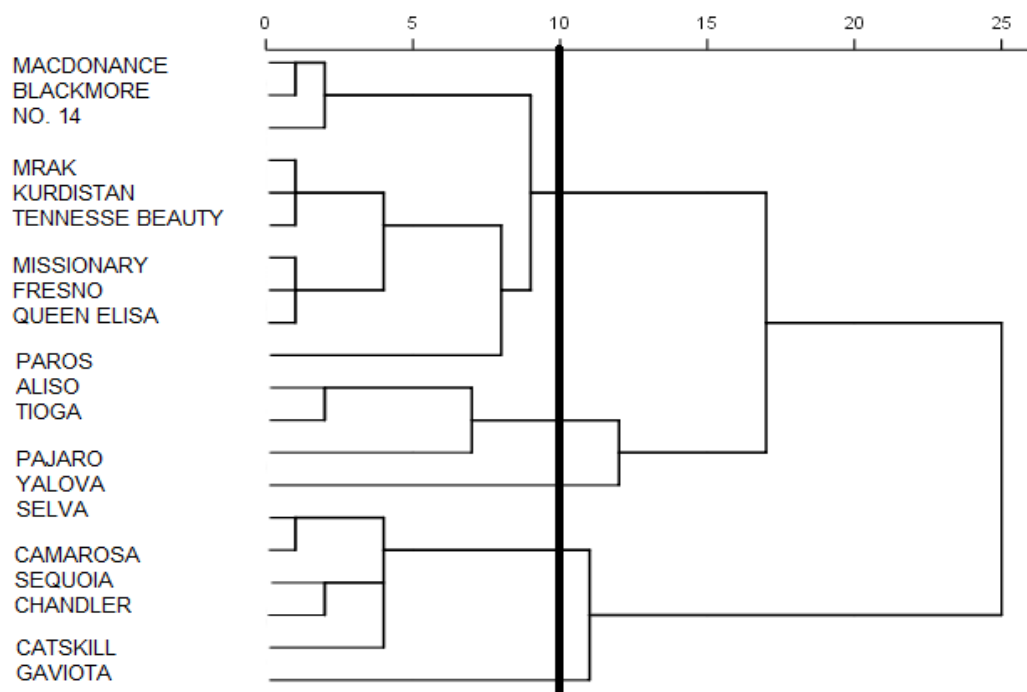 0 5 10 15 20 25
MACDONANCE
BLACKMORE
NO. 14
MRAK
KURDISTAN
TENNESSE BEAUTY
MISSIONARY
FRESNO
QUEEN ELISA
PAROS
ALISO
TIOGA
PAJARO
YALOVA
SELVA
CAMAROSA
SEQUOIA
CHANDLER
CATSKILL
GAVIOTA